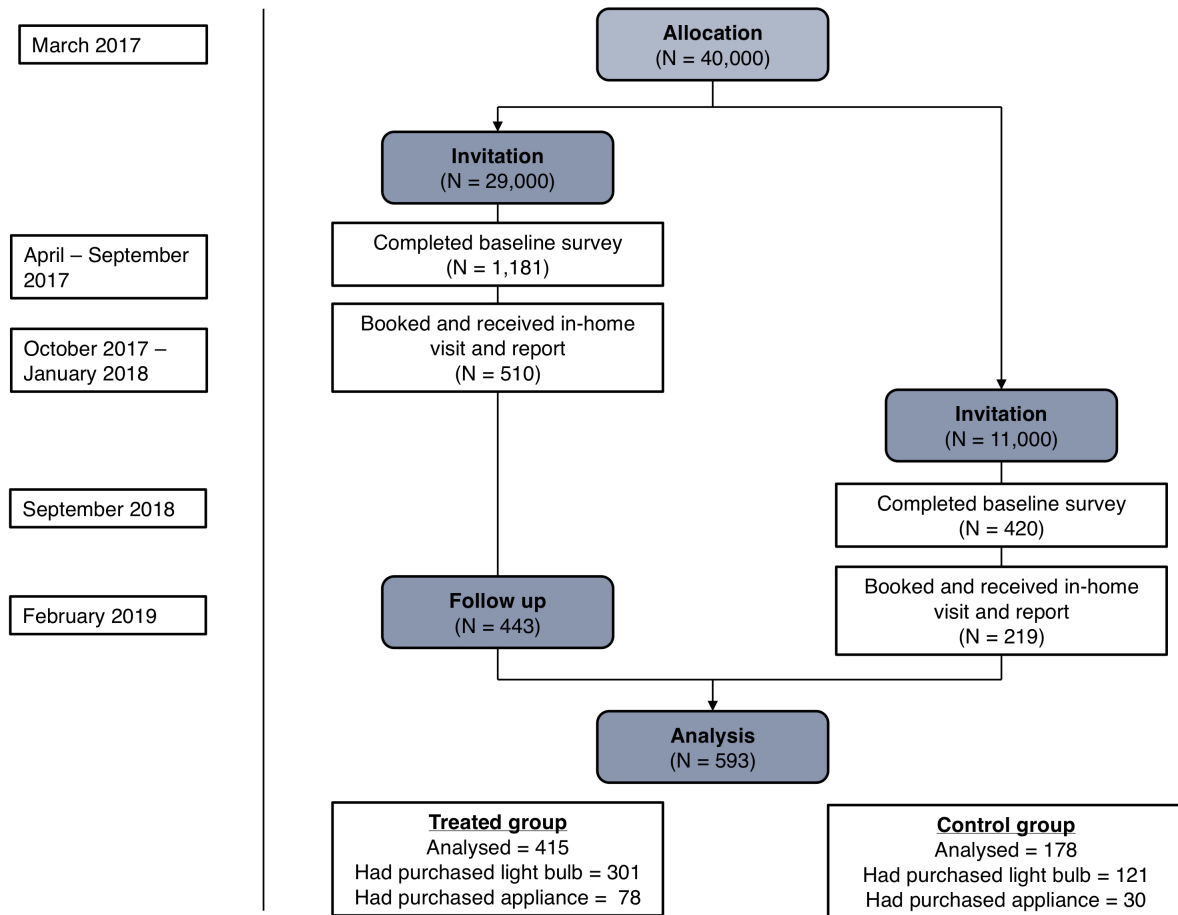 March 2017
Allocation
(N = 40,000)
Invitation
(N = 29,000)
April – September
2017
Completed baseline survey
(N = 1,181)
October 2017 –
January 2018
Booked and received in-home
visit and report
(N = 510)
Invitation
(N = 11,000)
September 2018
Completed baseline survey
(N = 420)
February 2019
Follow up
(N = 443)
Booked and received in-home
visit and report
(N = 219)
Analysis
(N = 593)
Treated group
Analysed = 415
Had purchased light bulb = 301
Had purchased appliance =  78
Control group
Analysed = 178
Had purchased light bulb = 121
Had purchased appliance = 30